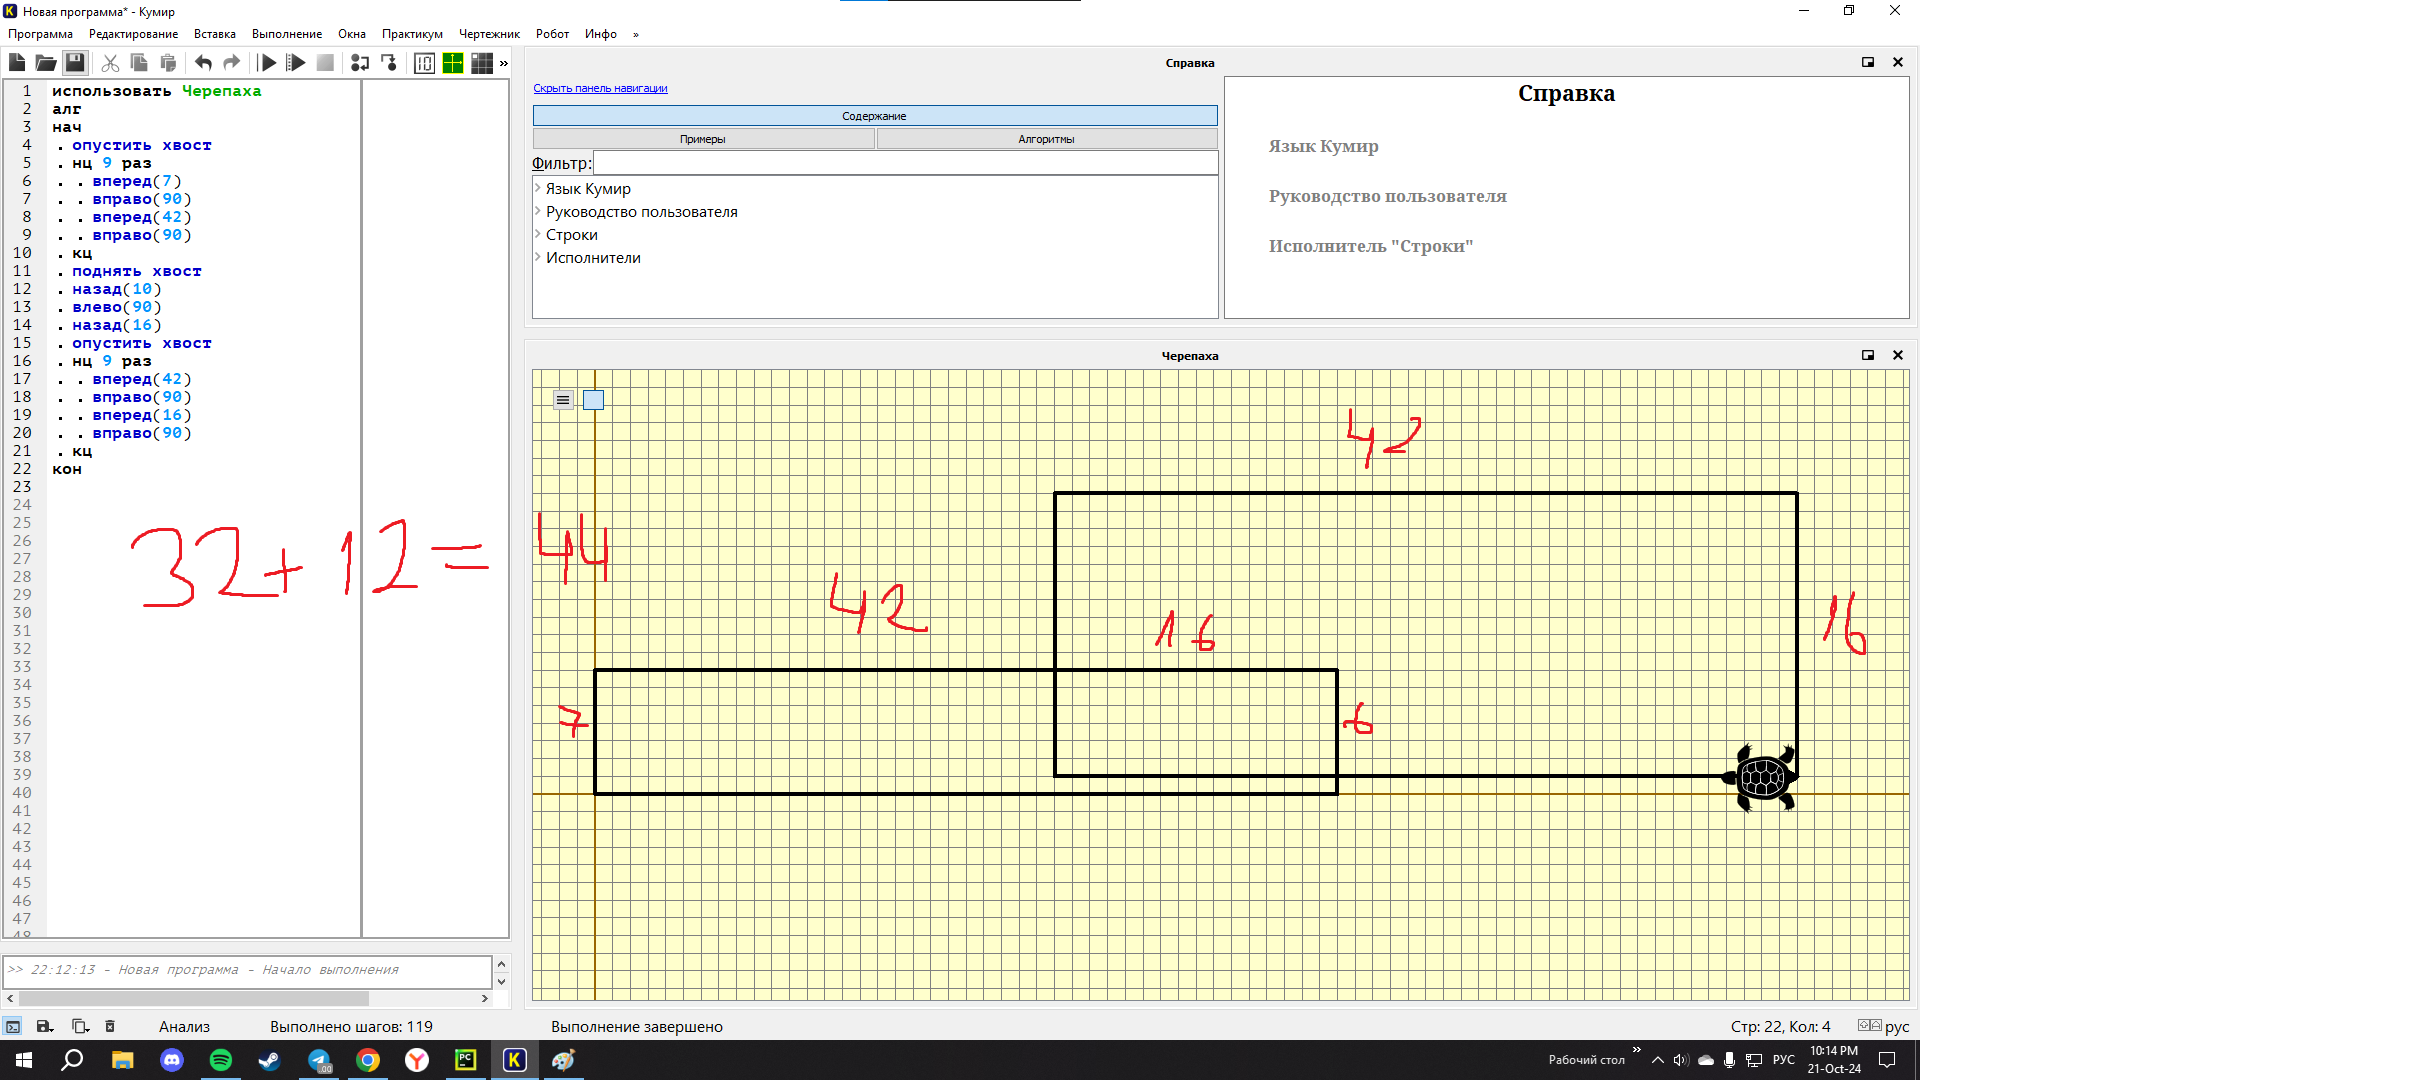 Новая программа* - Кумир
Программа Редактирование Вставка Выполнение Окна Практикум Чертежник Робот Инфо »
1 использовать Черепаха
2 алг
3 нач
4 . опустить хвост
5 . нц 9 раз
6 . . вперед(7)
7 . . вправо(90)
8 . . вперед(42)
9 . . вправо(90)
10 . кц
11 . поднять хвост
12 . назад(10)
13 . влево(90)
14 . назад(16)
15 . опустить хвост
16 . нц 9 раз
17 . . вперед(42)
18 . . вправо(90)
19 . . вперед(16)
20 . . вправо(90)
21 . кц
22 кон
23
24
25
26
27
28
29
30
31
32
33
34
35
36
37
38
39
40
41
42
43
44
45
46
47
48
32+12=
44
>> 22:12:13 - Новая программа - Начало выполнения
Справка
Скрыть панель навигации
Содержание
Примеры Алгоритмы
Фильтр:
Язык Кумир
Руководство пользователя
Строки
Исполнители
Справка
Язык Кумир
Руководство пользователя
Исполнитель "Строки"
Черепаха
42
42
16
16
7
6
Анализ Выполнено шагов: 119 Выполнение завершено Стр: 22, Кол: 4 рус
Рабочий стол » РУС 10:14 PM
21-Oct-24